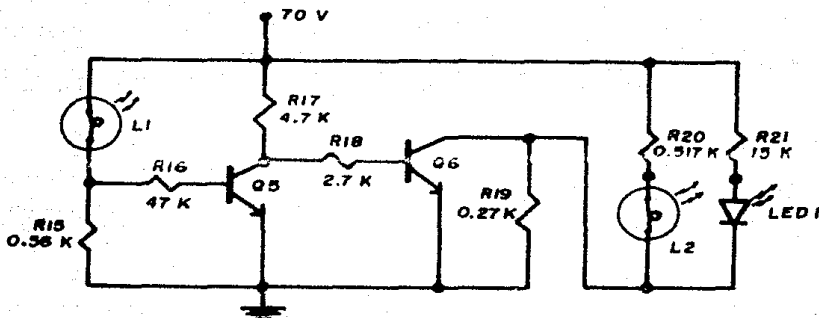 70 V
L1
R17
4.7 K
R18
2.7 K
R16
47 K
Q5
Q6
R15
0.56 K
R19
0.27 K
R20
0.517 K
R21
15 K
L2
LED 1